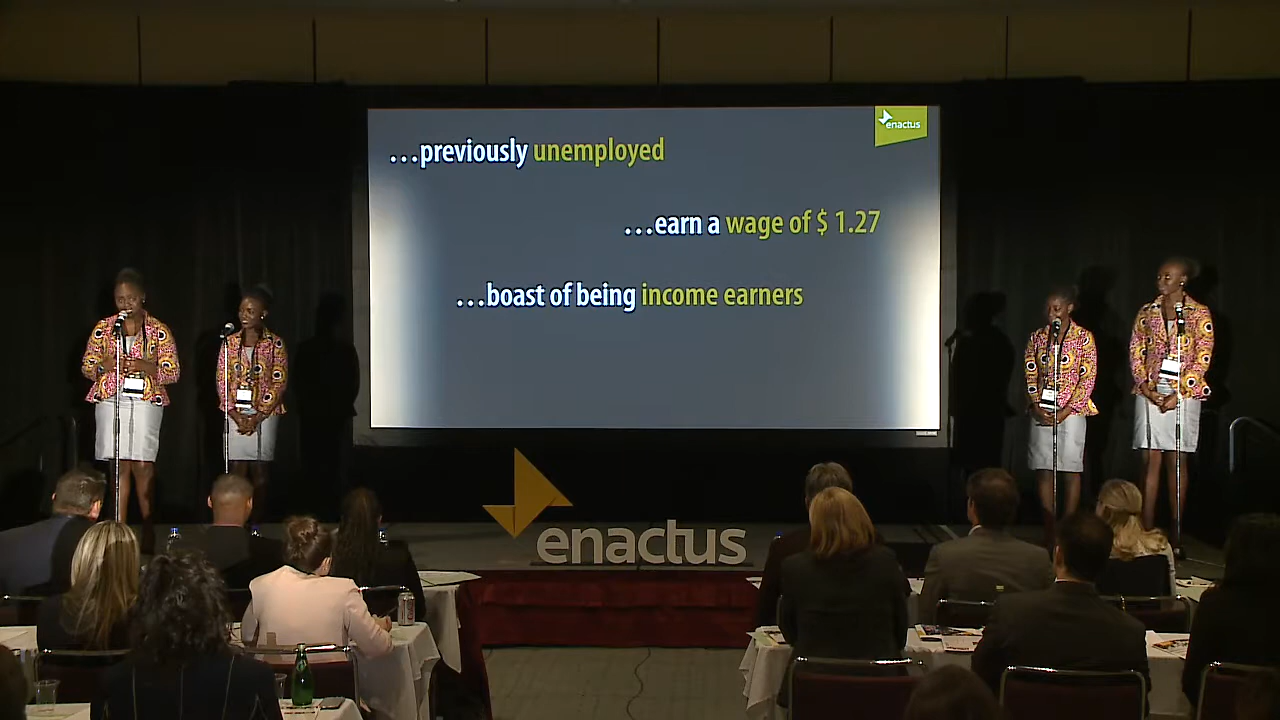 enactus
...previously unemployed
...earn a wage of $ 1.27
...boast of being income earners
enactus